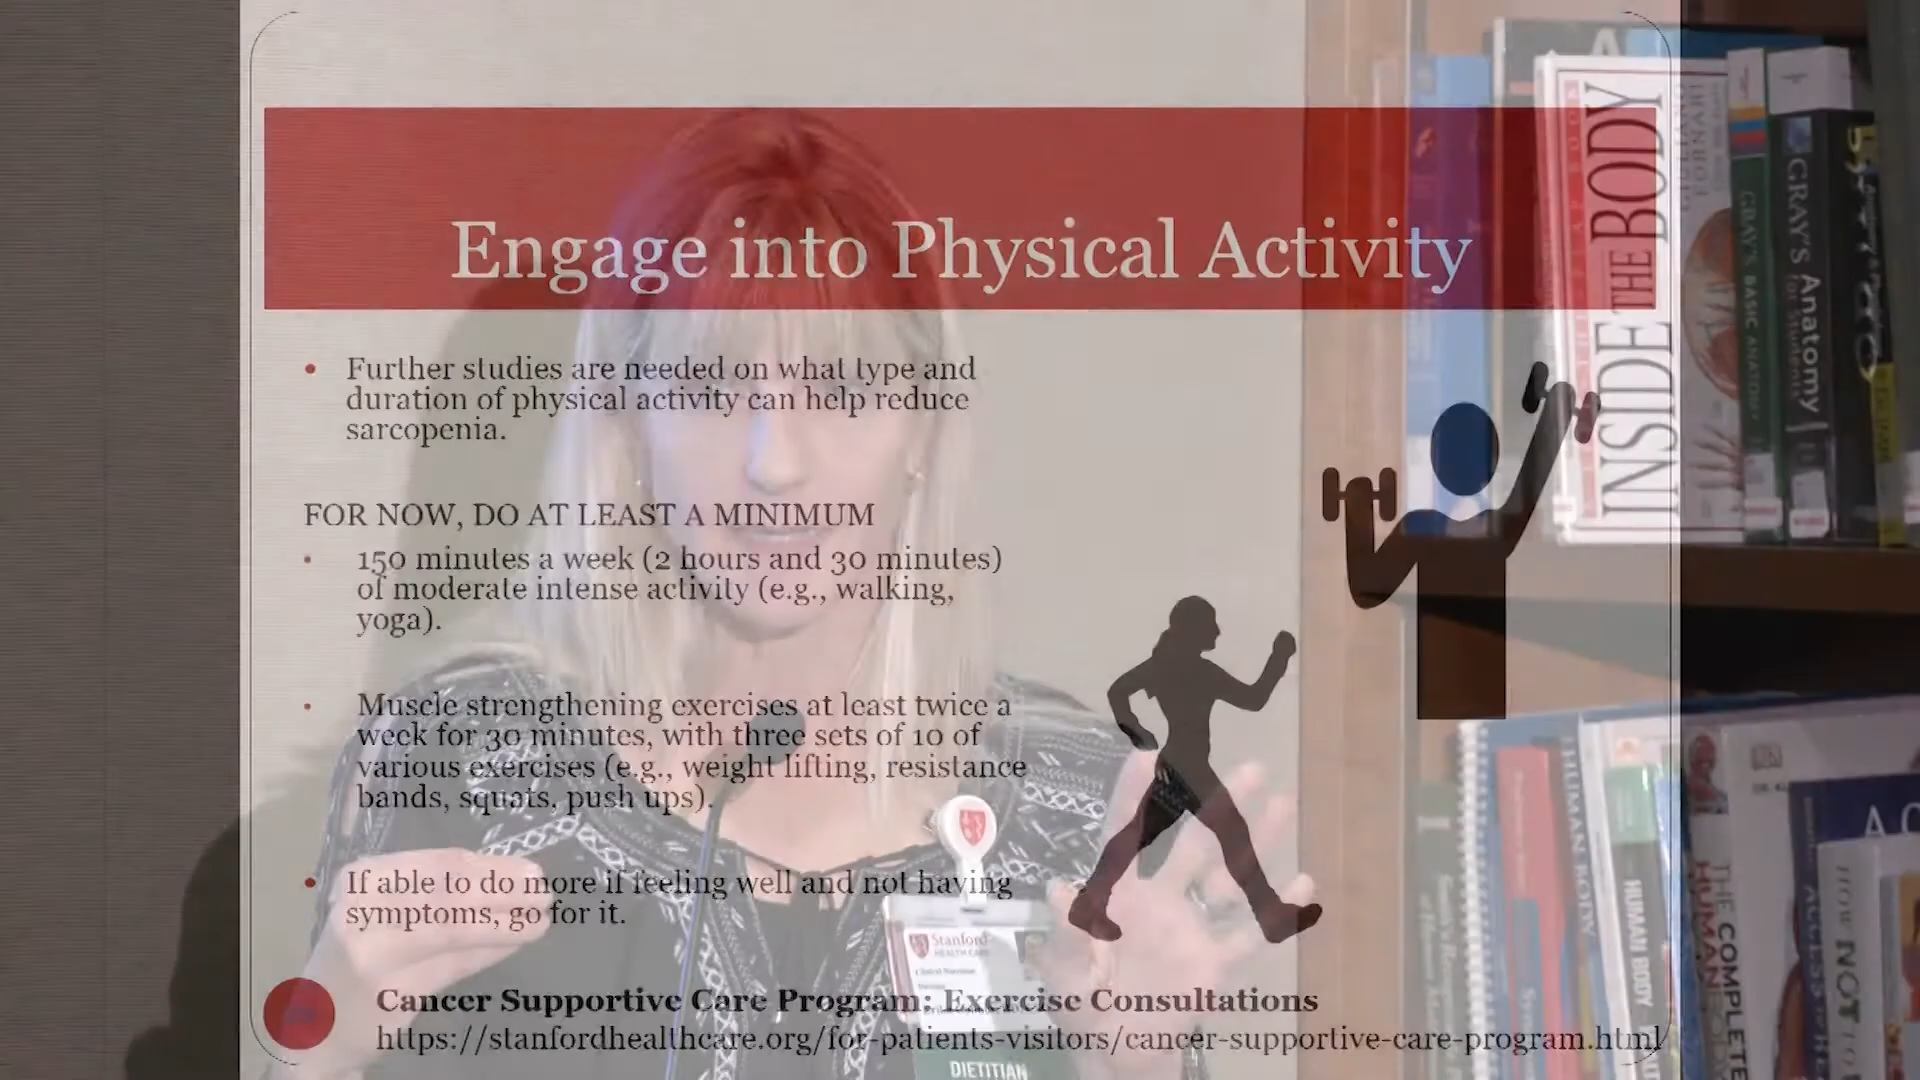 Engage into Physical Activity
Further studies are needed on what type and
duration of physical activity can help reduce
sarcopenia.
FOR NOW, DO AT LEAST A MINIMUM
150 minutes a week (2 hours and 30 minutes)
of moderate intense activity (e.g., walking,
yoga).
Muscle strengthening exercises at least twice a
week for 30 minutes, with three sets of 10 of
various exercises (e.g., weight lifting, resistance
bands, squats, push ups).
If able to do more if feeling well and not having
symptoms, go for it.
Cancer Supportive Care Program: Exercise Consultations
https://stanfordhealthcare.org/for-patients-visitors/cancer-supportive-care-program.html
Stanford
HEALTH CARE
DIETITIAN
INSIDE THE BODY
GRAY'S BASIC ANATOMY
GRAY'S Anatomy
for Students
HUMAN BODY
HUMAN BODY
THE COMPLETE
HUMAN
NOT